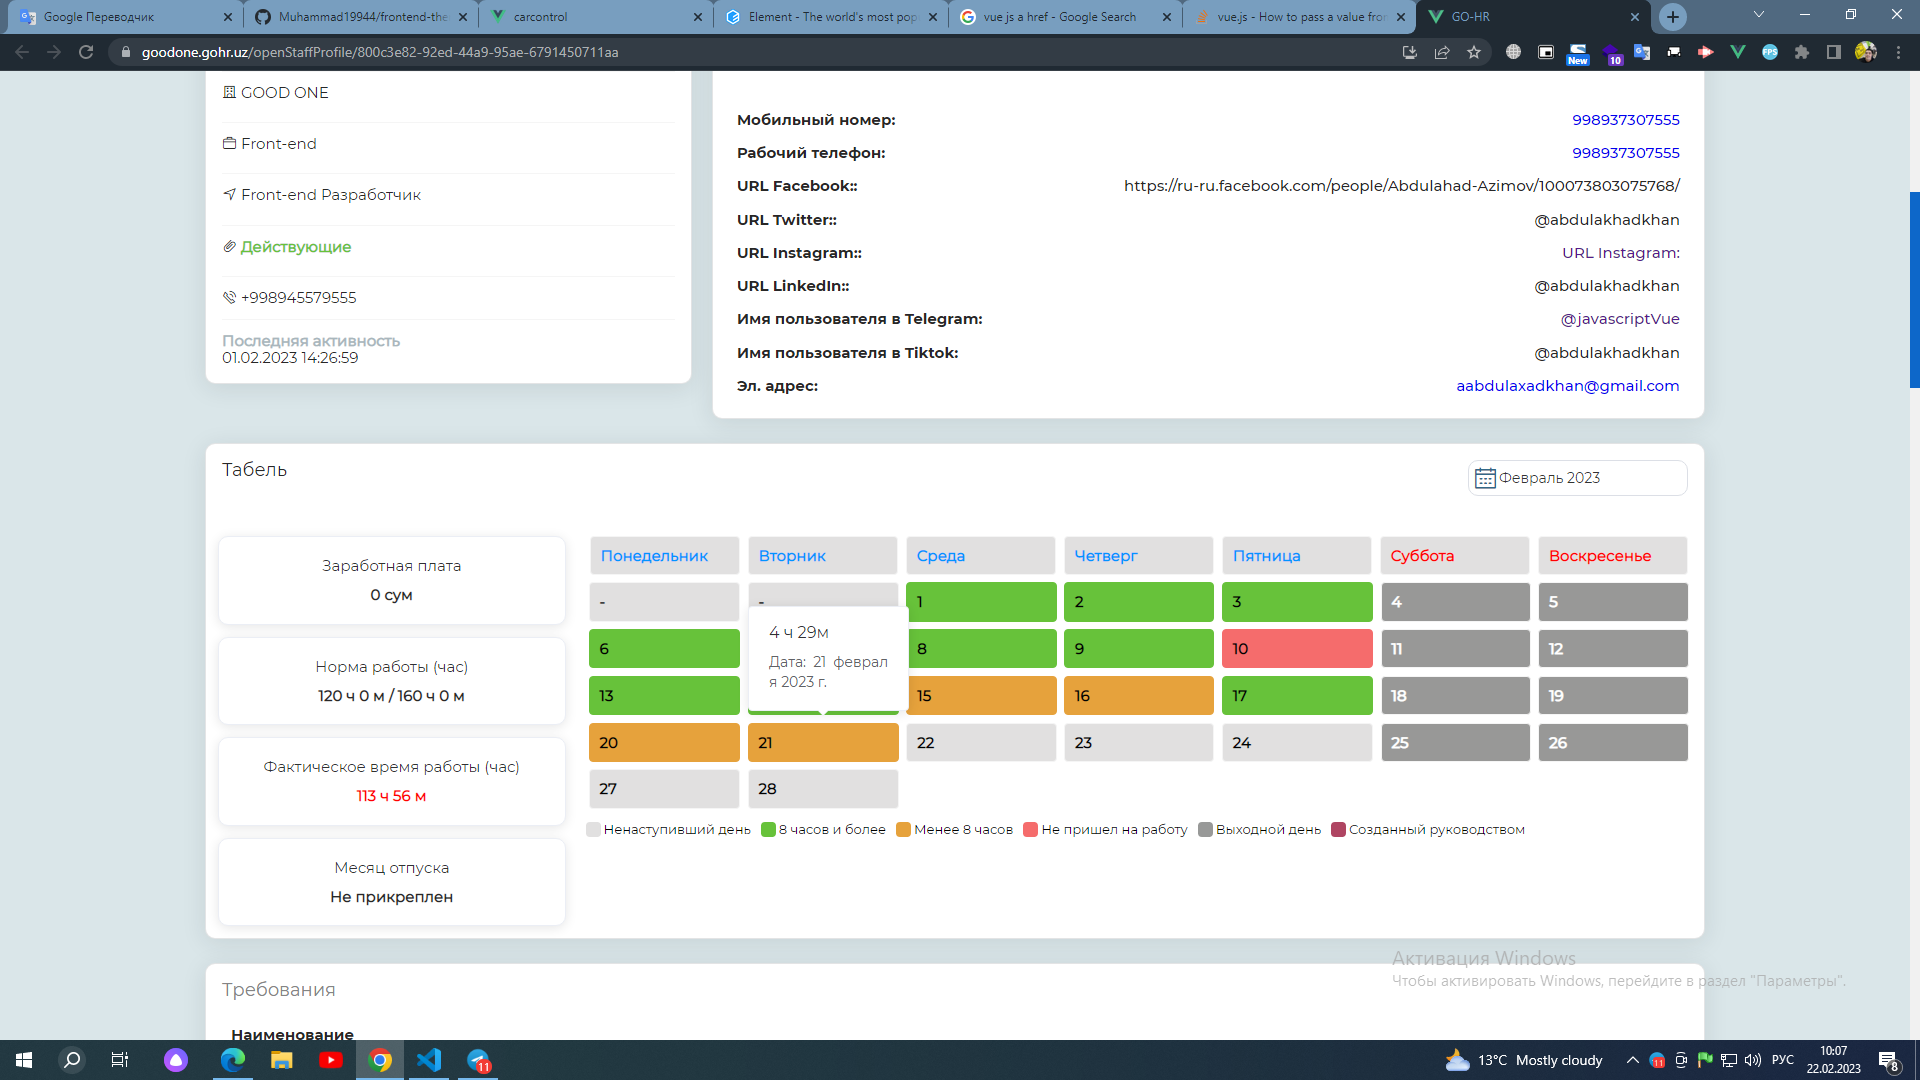 Google Переводчик
Muhammad19944/frontend-the
carcontrol
Element - The world's most pop
vue js a href - Google Search
vue.js - How to pass a value from
GO-HR
goodone.gohr.uz/openStaffProfile/800c3e82-92ed-44a9-95ae-6791450711aa
New
10
FPS
GOOD ONE
Front-end
Front-end Разработчик
Действующие
+998945579555
Последняя активность
01.02.2023 14:26:59
Мобильный номер: 998937307555
Рабочий телефон: 998937307555
URL Facebook:: https://ru-ru.facebook.com/people/Abdulahad-Azimov/100073803075768/
URL Twitter:: @abdulakhadkhan
URL Instagram:: URL Instagram:
URL LinkedIn:: @abdulakhadkhan
Имя пользователя в Telegram: @javascriptVue
Имя пользователя в Tiktok: @abdulakhadkhan
Эл. адрес: aabdulaxadkhan@gmail.com
Табель
Февраль 2023
Заработная плата
0 сум
Норма работы (час)
120 ч 0 м / 160 ч 0 м
Фактическое время работы (час)
113 ч 56 м
Месяц отпуска
Не прикреплен
Понедельник Вторник Среда Четверг Пятница Суббота Воскресенье
- - 1 2 3 4 5
6 8 9 10 11 12
4 ч 29м
Дата: 21 феврал
я 2023 г.
13 15 16 17 18 19
20 21 22 23 24 25 26
27 28
Ненаступивший день 8 часов и более Менее 8 часов Не пришел на работу Выходной день Созданный руководством
Требования
Наименование
Активация Windows
Чтобы активировать Windows, перейдите в раздел "Параметры".
11
13°C Mostly cloudy
11
РУС
10:07
22.02.2023
8